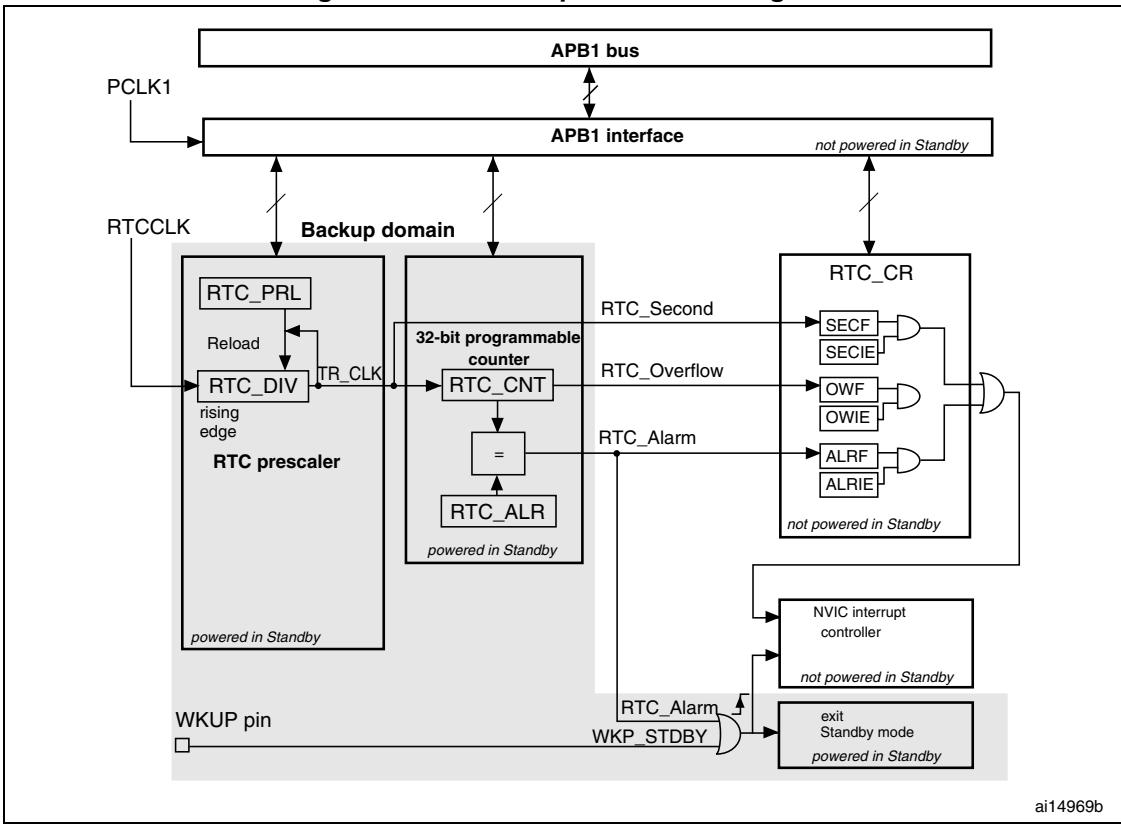 APB1 bus
PCLK1
APB1 interface
not powered in Standby
RTCCLK
Backup domain
RTC_CR
RTC_PRL
RTC_Second
SECF
Reload
32-bit programmable
counter
SECIE
TR_CLK
RTC_Overflow
RTC_DIV
RTC_CNT
OWF
rising
edge
OWIE
RTC_Alarm
RTC prescaler
=
ALRF
ALRIE
RTC_ALR
not powered in Standby
powered in Standby
NVIC interrupt
controller
powered in Standby
not powered in Standby
RTC_Alarm
WKUP pin
exit
Standby mode
WKP_STDBY
powered in Standby
ai14969b